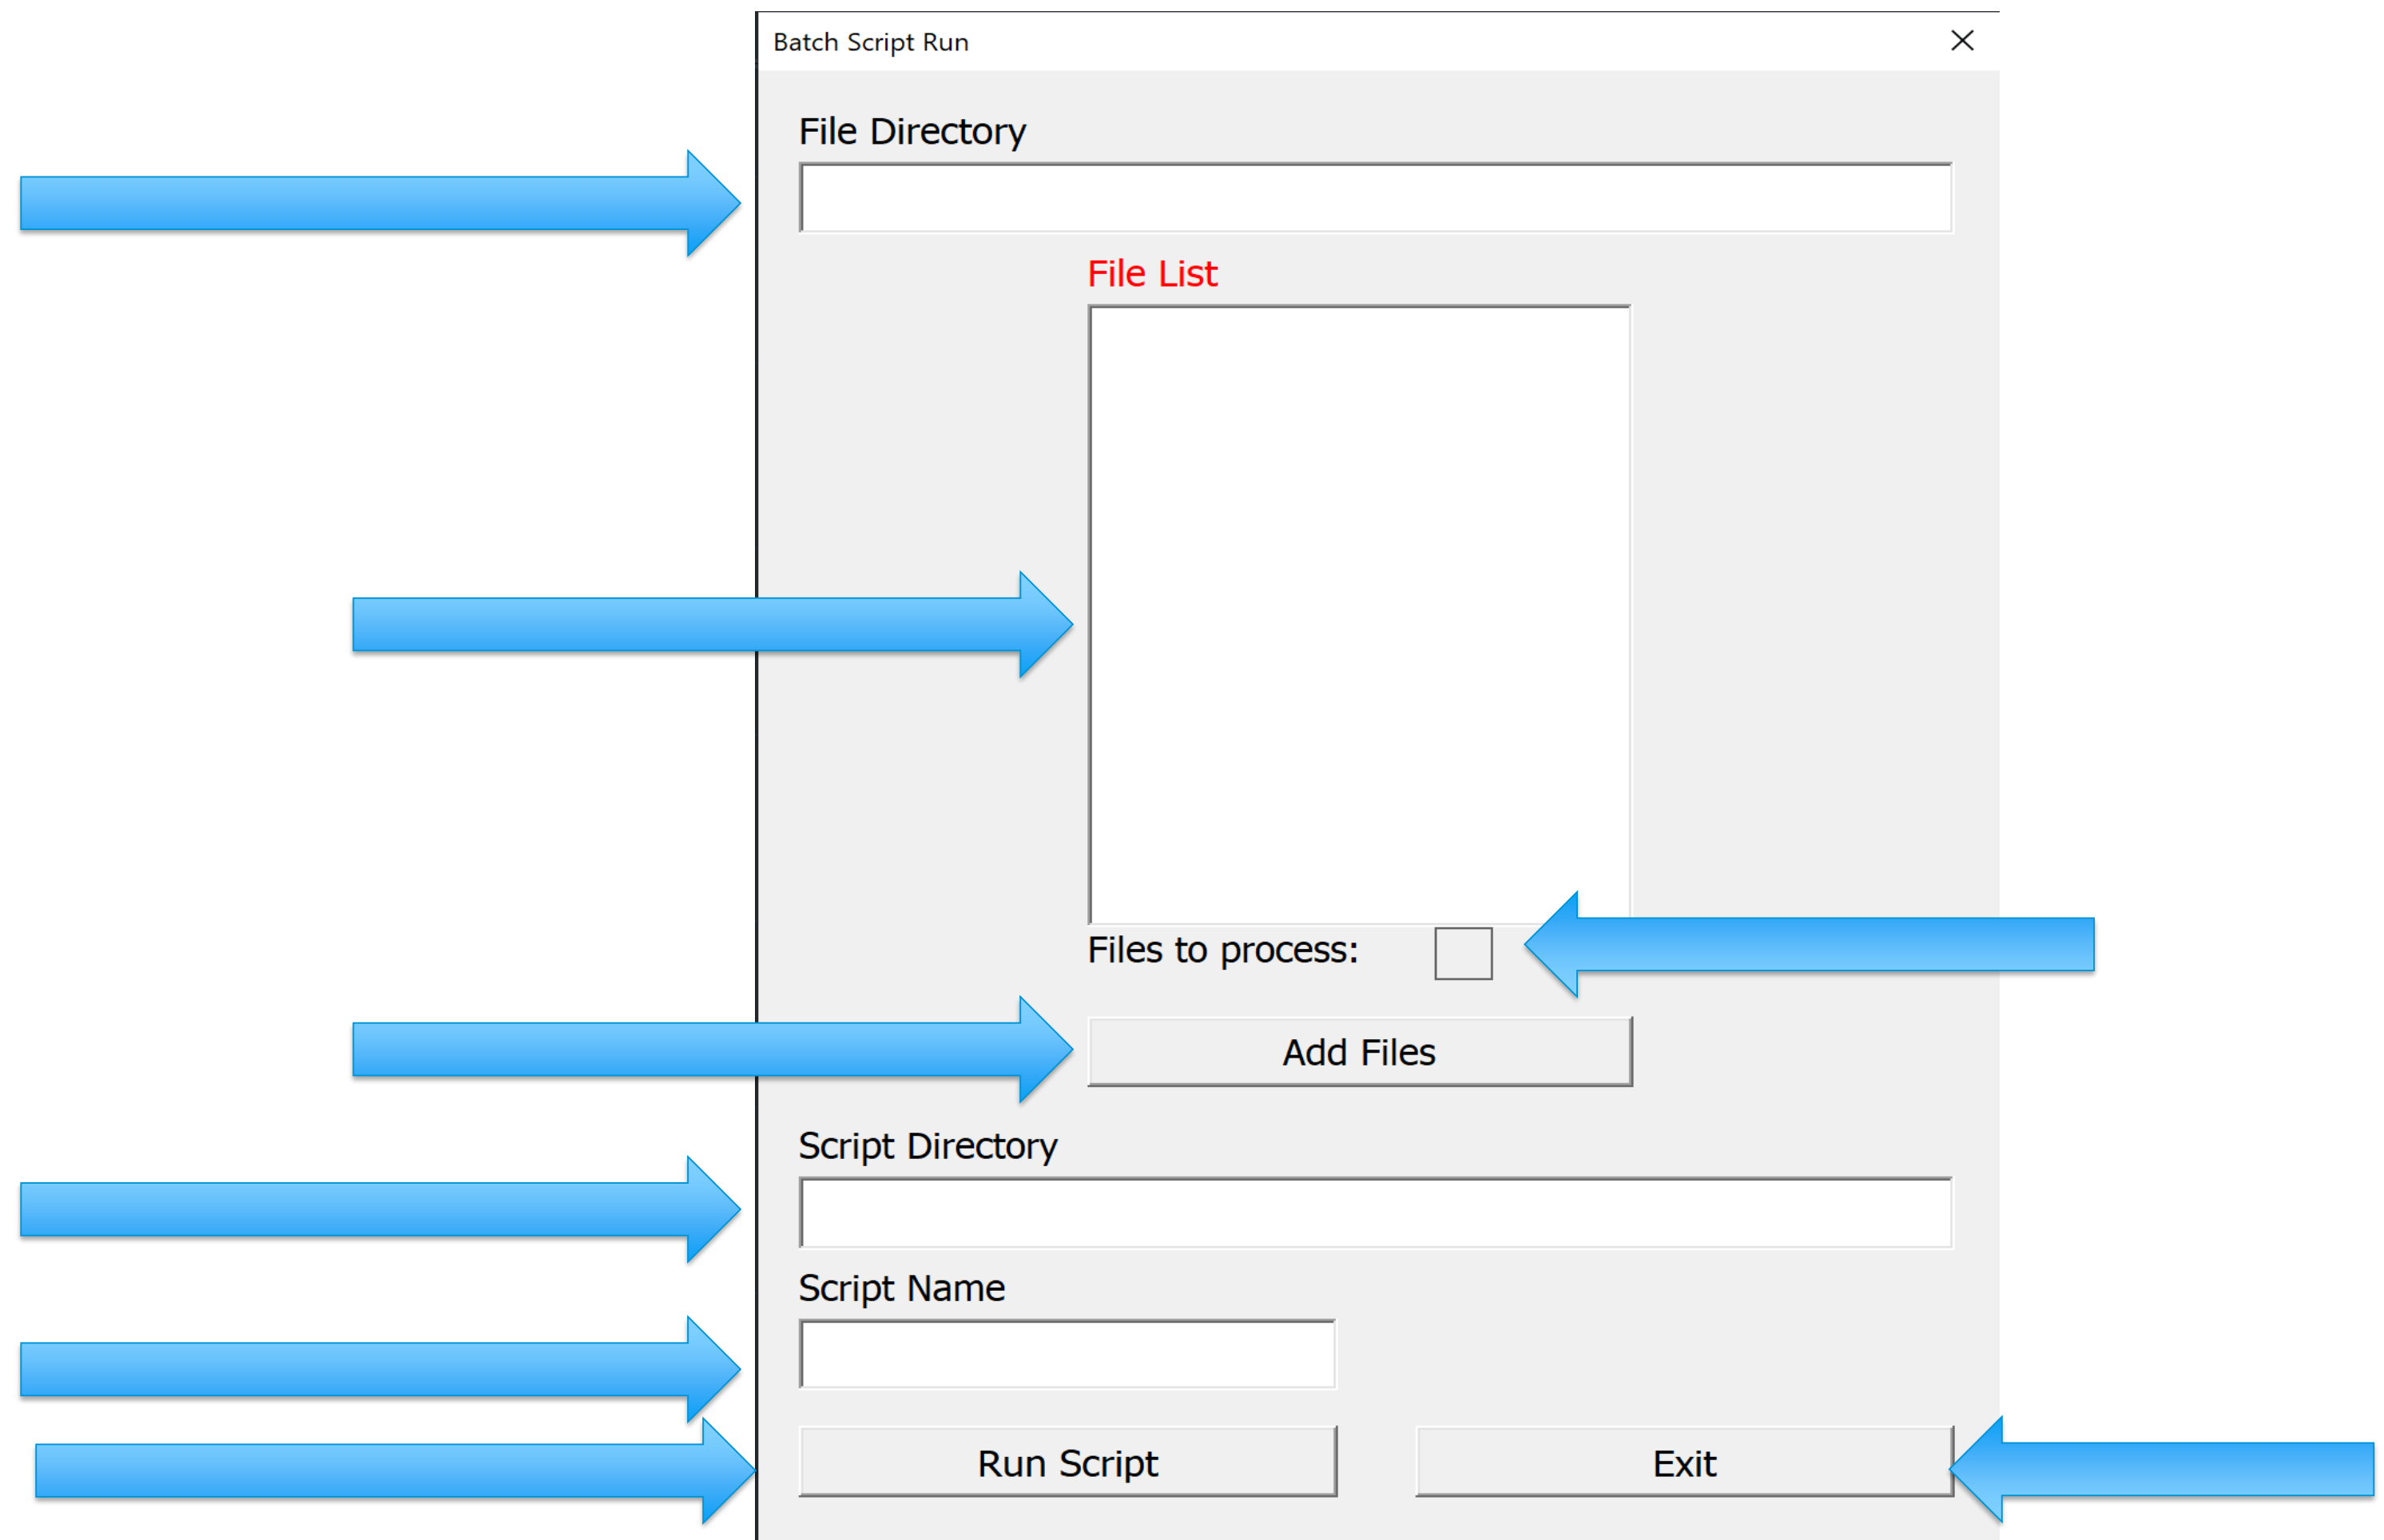 Batch Script Run
File Directory
File List
Files to process:
Add Files
Script Directory
Script Name
Run Script
Exit